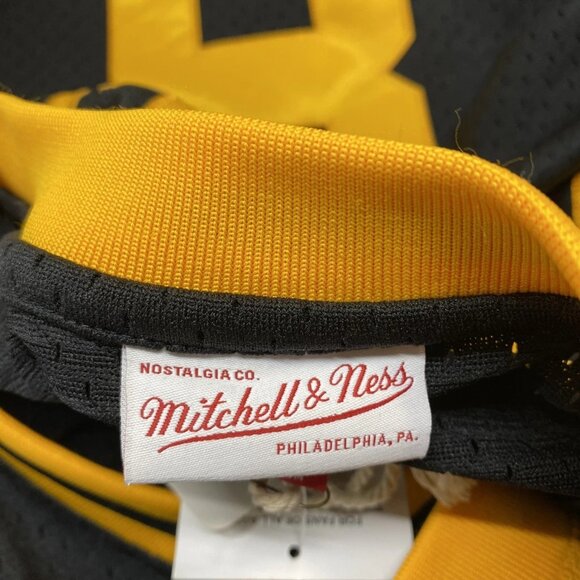 NOSTALGIA CO.
Mitchell & Ness
PHILADELPHIA, PA.